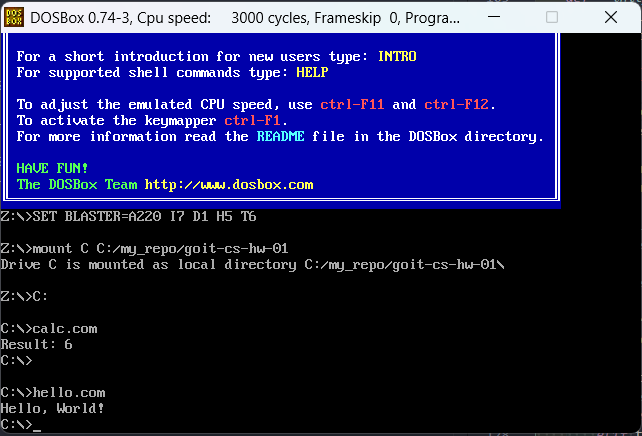 DOSBox 0.74-3, Cpu speed: 3000 cycles, Frameskip 0, Progra...
For a short introduction for new users type: INTRO
For supported shell commands type: HELP
To adjust the emulated CPU speed, use ctrl-F11 and ctrl-F12.
To activate the keymapper ctrl-F1.
For more information read the README file in the DOSBox directory.
HAVE FUN!
The DOSBox Team http://www.dosbox.com
Z:\>SET BLASTER=A220 I7 D1 H5 T6
Z:\>mount C C:/my_repo/goit-cs-hw-01
Drive C is mounted as local directory C:/my_repo/goit-cs-hw-01\
Z:\>C:
C:\>calc.com
Result: 6
C:\>
C:\>hello.com
Hello, World!
C:\>_